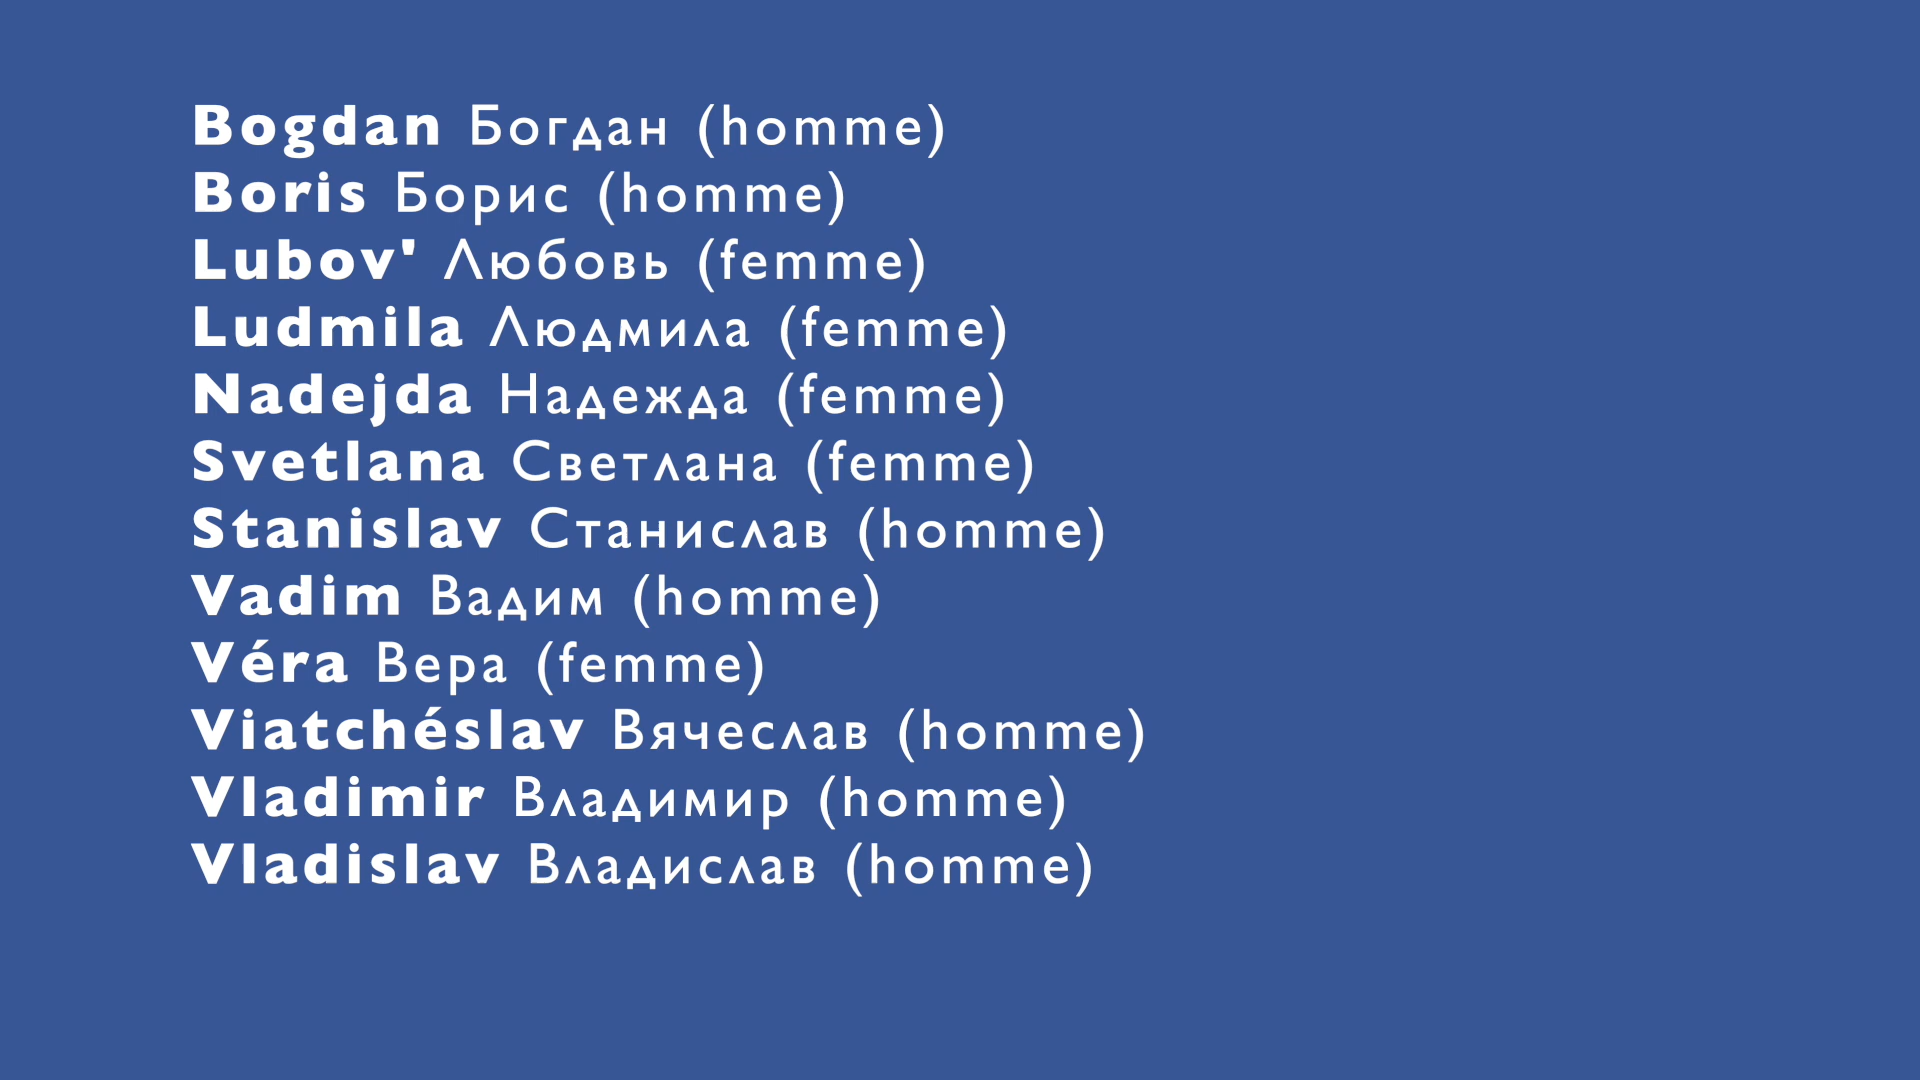 Bogdan Богдан (homme)
Boris Борис (homme)
Lubov' Любовь (femme)
Ludmila Людмила (femme)
Nadejda Надежда (femme)
Svetlana Светлана (femme)
Stanislav Станислав (homme)
Vadim Вадим (homme)
Véra Вера (femme)
Viatchéslav Вячеслав (homme)
Vladimir Владимир (homme)
Vladislav Владислав (homme)